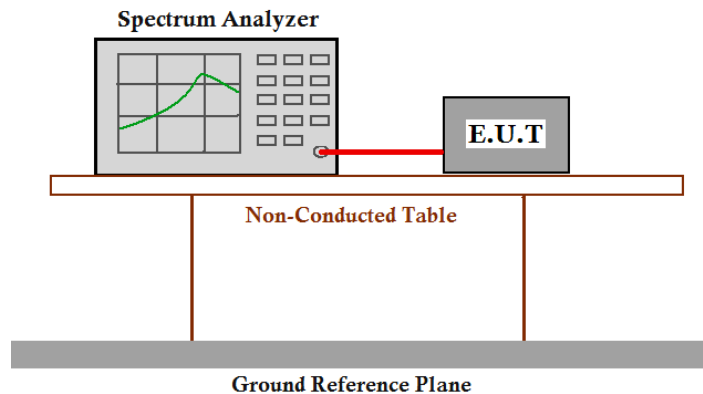 Spectrum Analyzer
E.U.T
Non-Conducted Table
Ground Reference Plane